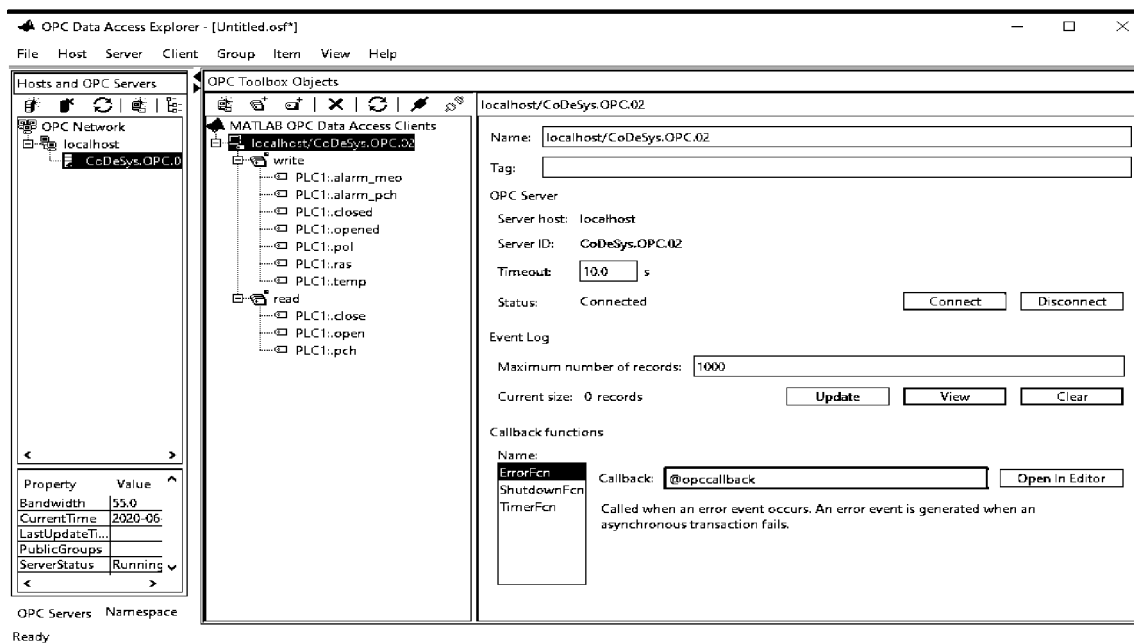 OPC Data Access Explorer - [Untitled.osf*]
File Host Server Client Group Item View Help
Hosts and OPC Servers
OPC Network
localhost
CoDeSys.OPC.0
Property Value
Bandwidth 55.0
CurrentTime 2020-06-
LastUpdateTi...
PublicGroups
ServerStatus Running
OPC Servers Namespace
Ready
OPC Toolbox Objects
MATLAB OPC Data Access Clients
localhost/CoDeSys.OPC.02
write
PLC1:.alarm_meo
PLC1:.alarm_pch
PLC1:.closed
PLC1:.opened
PLC1:.pol
PLC1:.ras
PLC1:.temp
read
PLC1:.close
PLC1:.open
PLC1:.pch
localhost/CoDeSys.OPC.02
Name: localhost/CoDeSys.OPC.02
Tag:
OPC Server
Server host: localhost
Server ID: CoDeSys.OPC.02
Timeout: 10.0 s
Status: Connected Connect Disconnect
Event Log
Maximum number of records: 1000
Current size: 0 records Update View Clear
Callback functions
Name:
ErrorFcn
ShutdownFcn
TimerFcn
Callback: @opccallback Open In Editor
Called when an error event occurs. An error event is generated when an
asynchronous transaction fails.